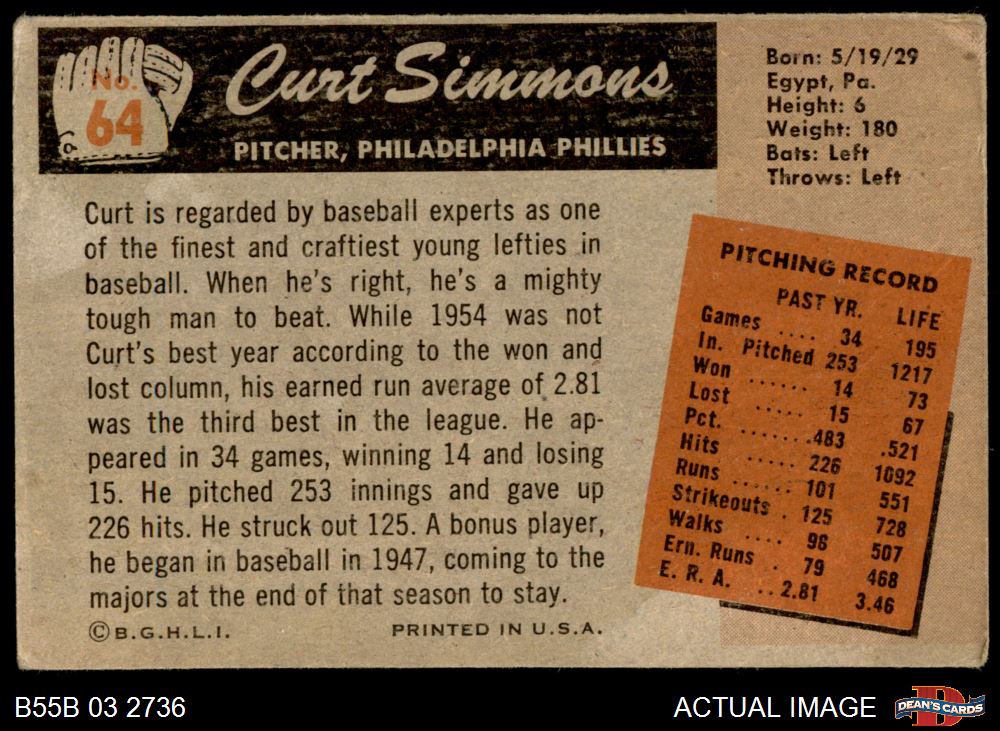 No.
64
Curt Simmons
PITCHER, PHILADELPHIA PHILLIES
Born: 5/19/29
Egypt, Pa.
Height: 6
Weight: 180
Bats: Left
Throws: Left
Curt is regarded by baseball experts as one
of the finest and craftiest young lefties in
baseball. When he's right, he's a mighty
tough man to beat. While 1954 was not
Curt's best year according to the won and
lost column, his earned run average of 2.81
was the third best in the league. He ap-
peared in 34 games, winning 14 and losing
15. He pitched 253 innings and gave up
226 hits. He struck out 125. A bonus player,
he began in baseball in 1947, coming to the
majors at the end of that season to stay.
©B.G.H.L.I. PRINTED IN U.S.A.
PITCHING RECORD
PAST YR. LIFE
Games .... 34 195
In. Pitched 253 1217
Won ...... 14 73
Lost ..... 15 67
Pct. ....... .483 .521
Hits ..... 226 1092
Runs ...... 101 551
Strikeouts . 125 728
Walks .... 98 507
Ern. Runs . 79 468
E. R. A. .. 2.81 3.46
B55B 03 2736
ACTUAL IMAGE
DEAN'S CARDS